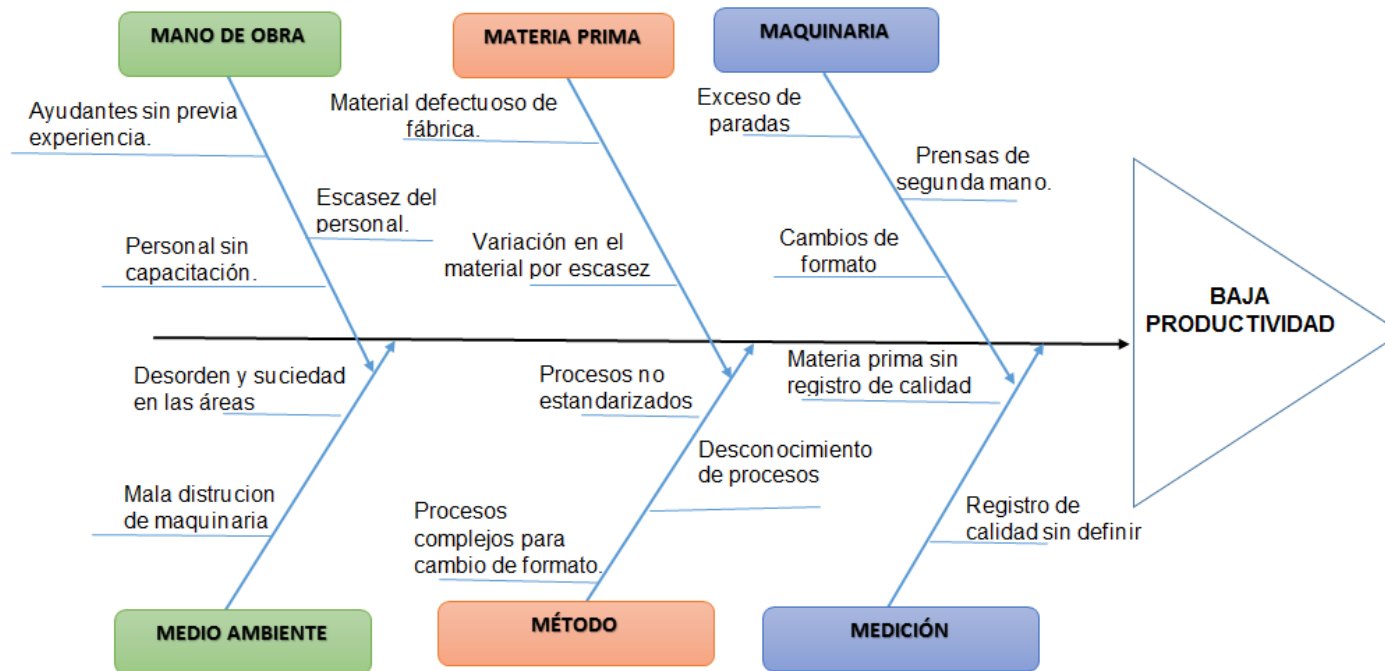 MANO DE OBRA
MATERIA PRIMA
MAQUINARIA
Ayudantes sin previa
experiencia.
Escasez del
personal.
Personal sin
capacitación.
Material defectuoso de
fábrica.
Variación en el
material por escasez
Exceso de
paradas
Prensas de
segunda mano.
Cambios de
formato
BAJA
PRODUCTIVIDAD
Desorden y suciedad
en las áreas
Mala distrucion
de maquinaria
Procesos no
estandarizados
Desconocimiento
de procesos
Procesos
complejos para
cambio de formato.
Materia prima sin
registro de calidad
Registro de
calidad sin definir
MEDIO AMBIENTE
MÉTODO
MEDICIÓN